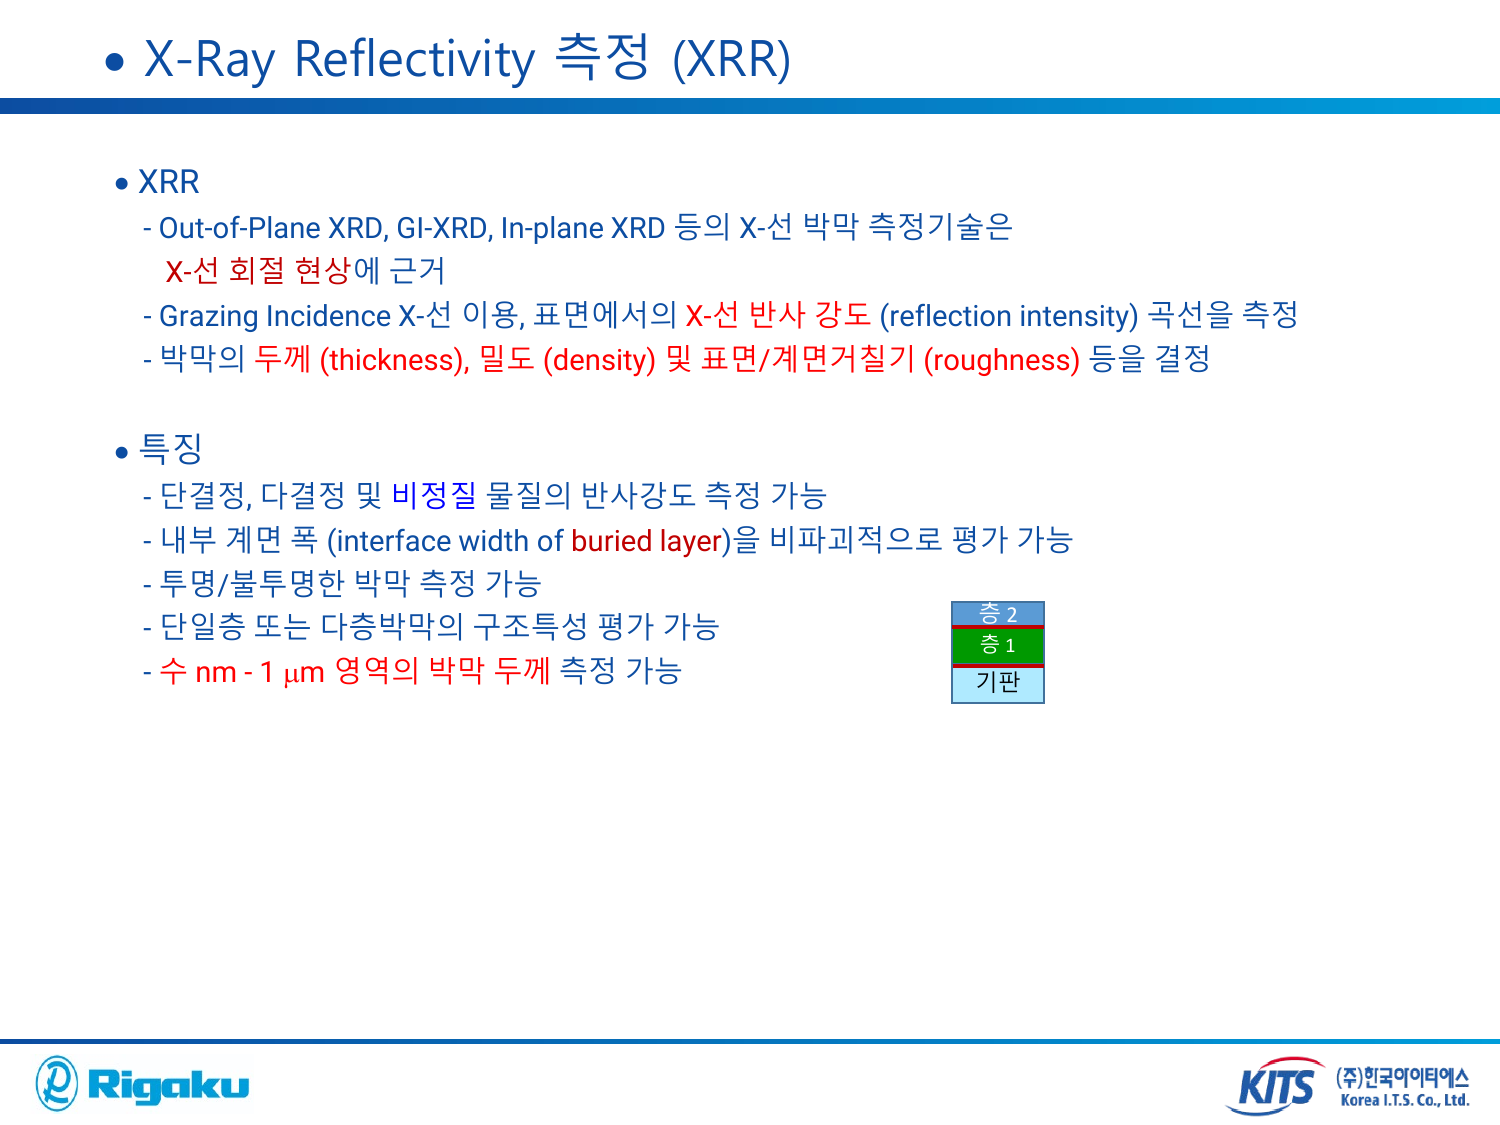 • X-Ray Reflectivity 측정 (XRR)
• XRR
- Out-of-Plane XRD, GI-XRD, In-plane XRD 등의 X-선 박막 측정기술은
X-선 회절 현상에 근거
- Grazing Incidence X-선 이용, 표면에서의 X-선 반사 강도 (reflection intensity) 곡선을 측정
- 박막의 두께 (thickness), 밀도 (density) 및 표면/계면거칠기 (roughness) 등을 결정
• 특징
- 단결정, 다결정 및 비정질 물질의 반사강도 측정 가능
- 내부 계면 폭 (interface width of buried layer)을 비파괴적으로 평가 가능
- 투명/불투명한 박막 측정 가능
- 단일층 또는 다층박막의 구조특성 평가 가능
- 수 nm - 1 μm 영역의 박막 두께 측정 가능
층 2
층 1
기판
Rigaku
KITS (주)한국아이티에스
Korea I.T.S. Co., Ltd.